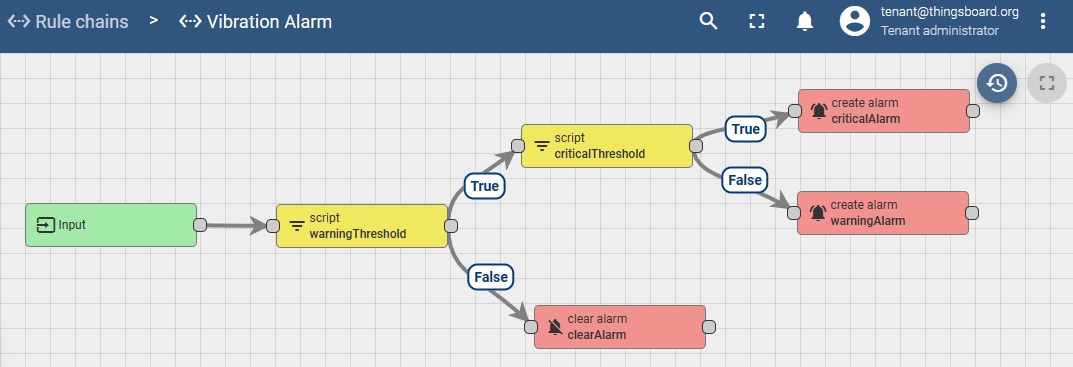 Rule chains > Vibration Alarm
tenant@thingsboard.org
Tenant administrator
create alarm
criticalAlarm
True
script
criticalThreshold
False
True
create alarm
warningAlarm
Input
script
warningThreshold
False
clear alarm
clearAlarm